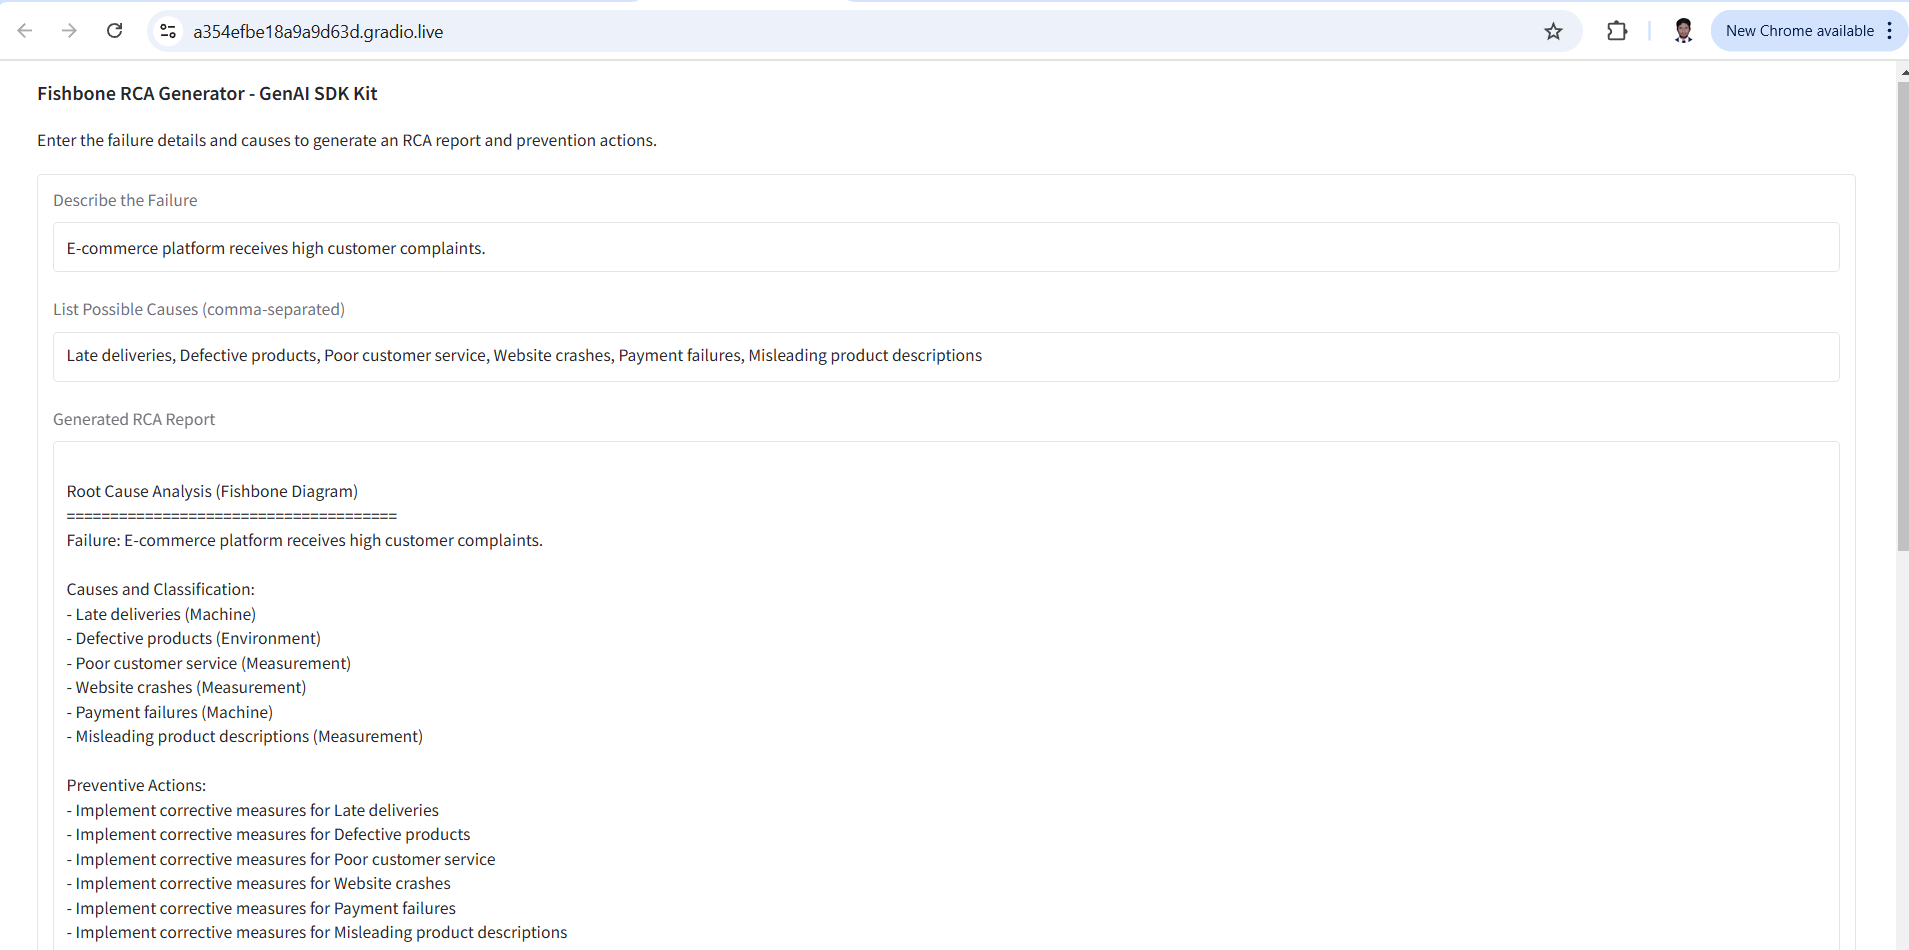 a354efbe18a9a9d63d.gradio.live
New Chrome available
Fishbone RCA Generator - GenAI SDK Kit
Enter the failure details and causes to generate an RCA report and prevention actions.
Describe the Failure
E-commerce platform receives high customer complaints.
List Possible Causes (comma-separated)
Late deliveries, Defective products, Poor customer service, Website crashes, Payment failures, Misleading product descriptions
Generated RCA Report
Root Cause Analysis (Fishbone Diagram)
======================================
Failure: E-commerce platform receives high customer complaints.
Causes and Classification:
- Late deliveries (Machine)
- Defective products (Environment)
- Poor customer service (Measurement)
- Website crashes (Measurement)
- Payment failures (Machine)
- Misleading product descriptions (Measurement)
Preventive Actions:
- Implement corrective measures for Late deliveries
- Implement corrective measures for Defective products
- Implement corrective measures for Poor customer service
- Implement corrective measures for Website crashes
- Implement corrective measures for Payment failures
- Implement corrective measures for Misleading product descriptions